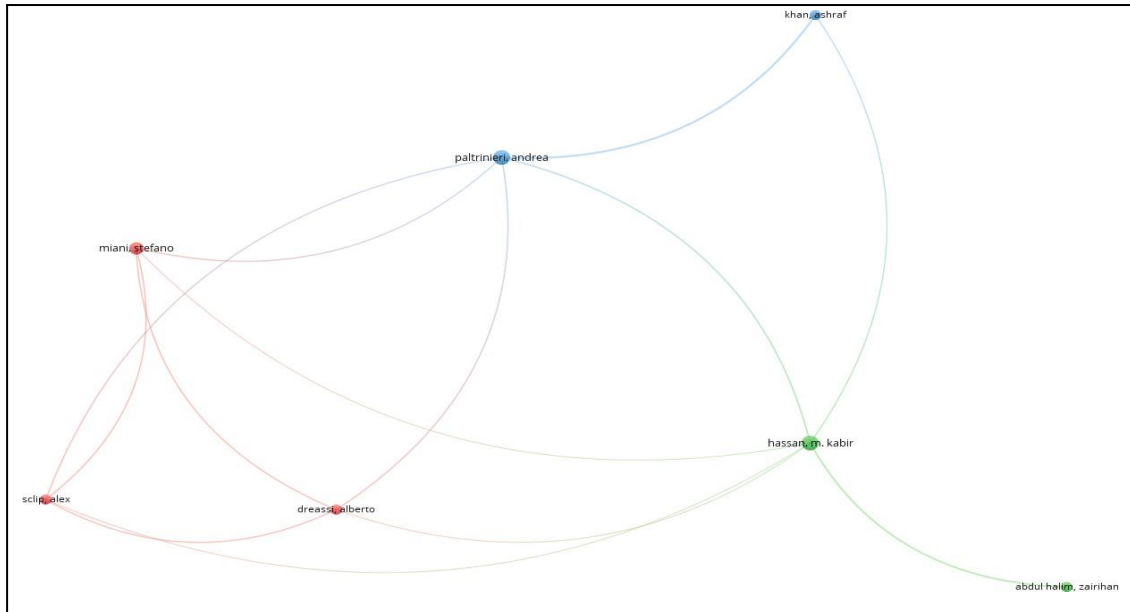 khan, ashraf
paltrinieri, andrea
miani, stefano
hassan, m. kabir
sclip, alex
dreassi, alberto
abdul halim, zairihan